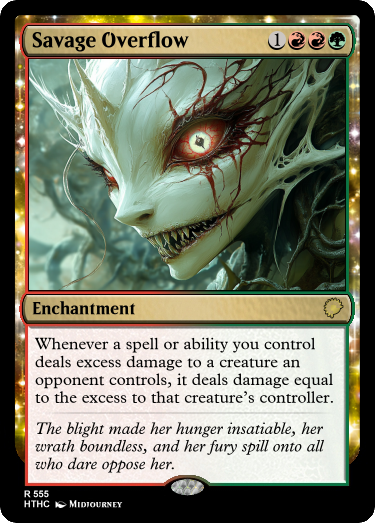 Savage Overflow 1
Enchantment
Whenever a spell or ability you control
deals excess damage to a creature an
opponent controls, it deals damage equal
to the excess to that creature's controller.
The blight made her hunger insatiable, her
wrath boundless, and her fury spill onto all
who dare oppose her.
R 555
HTHC MIDJOURNEY